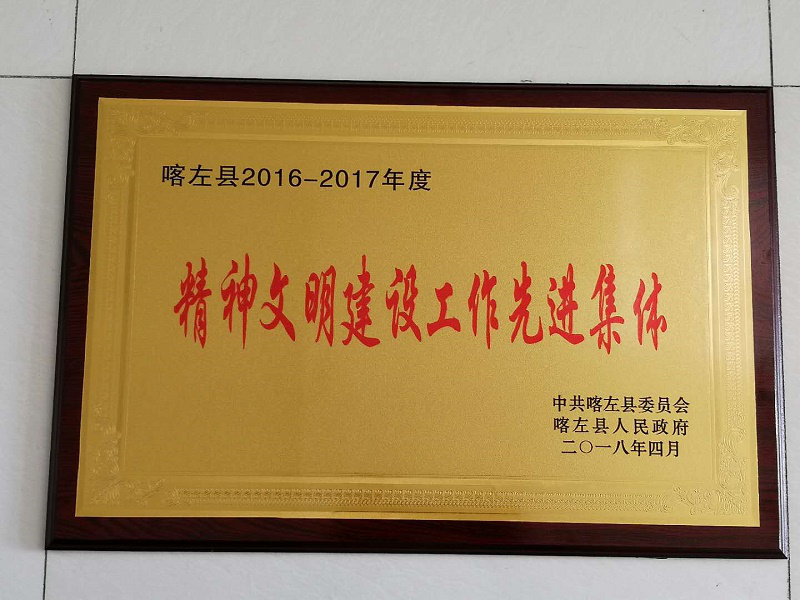 喀左县2016-2017年度
精神文明建设工作先进集体
中共喀左县委员会
喀左县人民政府
二〇一八年四月